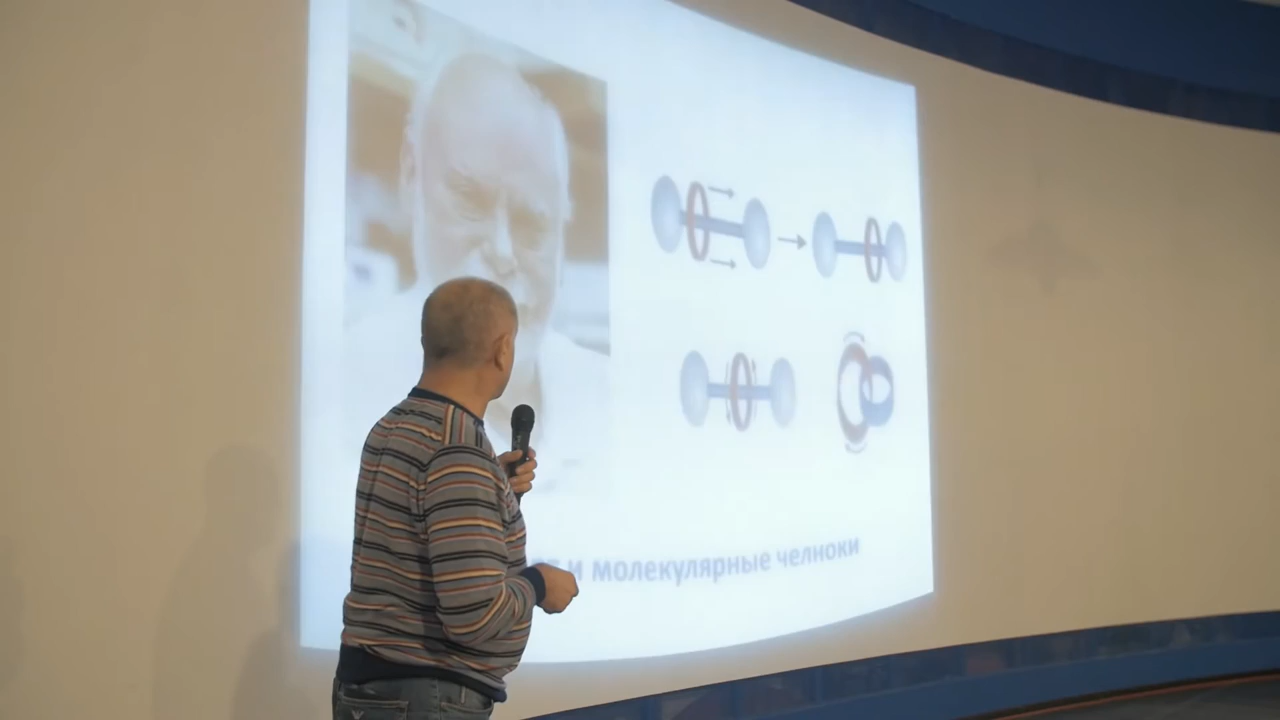 и молекулярные челноки